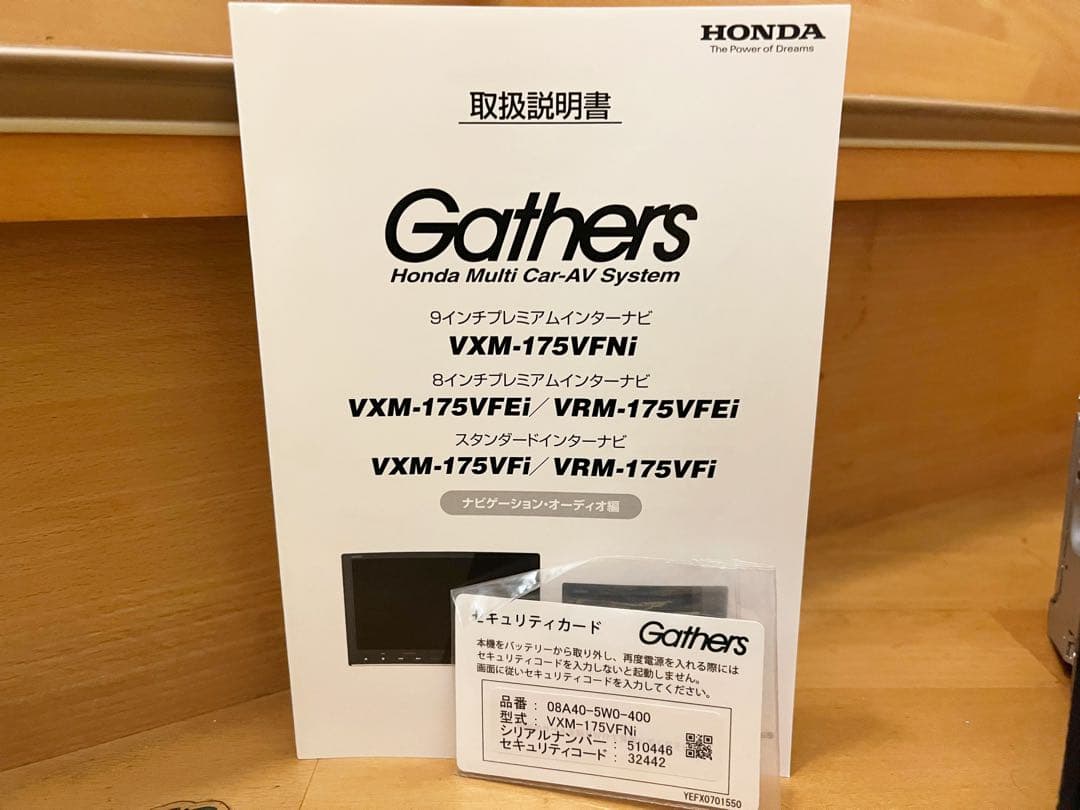 HONDA
The Power of Dreams
取扱説明書
Gathers
Honda Multi Car-AV System
9インチプレミアムインターナビ
VXM-175VFNi
8インチプレミアムインターナビ
VXM-175VFEi/VRM-175VFEi
スタンダードインターナビ
VXM-175VFi/VRM-175VFi
ナビゲーション・オーディオ編
セキュリティカード
Gathers
本機をバッテリーから取り外し、再度電源を入れる際には
セキュリティコードを入力しないと起動しません。
画面に従いセキュリティコードを入力してください。
品番 : 08A40-5W0-400
型式 : VXM-175VFNi
シリアルナンバー : 510446
セキュリティコード : 32442
YEFX0701550